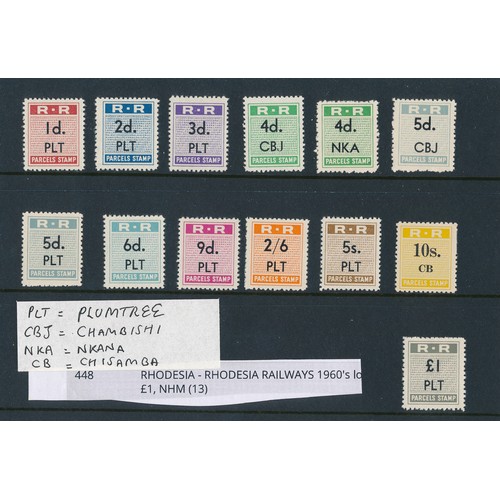 R·R R·R R·R R·R R·R R·R
1d. 2d. 3d. 4d. 4d. 5d.
PLT PLT PLT CBJ NKA CBJ
PARCELS STAMP PARCELS STAMP PARCELS STAMP PARCELS STAMP PARCELS STAMP PARCELS STAMP
R·R R·R R·R R·R R·R R·R
5d. 6d. 9d. 2/6 5s. 10s.
PLT PLT PLT PLT PLT CB
PARCELS STAMP PARCELS STAMP PARCELS STAMP PARCELS STAMP PARCELS STAMP PARCELS STAMP
PLT = PLUMTREE
CBJ = CHAMBISHI
NKA = NKANA
CB = CHISAMBA
448 RHODESIA - RHODESIA RAILWAYS 1960's lo
£1, NHM (13)
R·R
£1
PLT
PARCELS STAMP